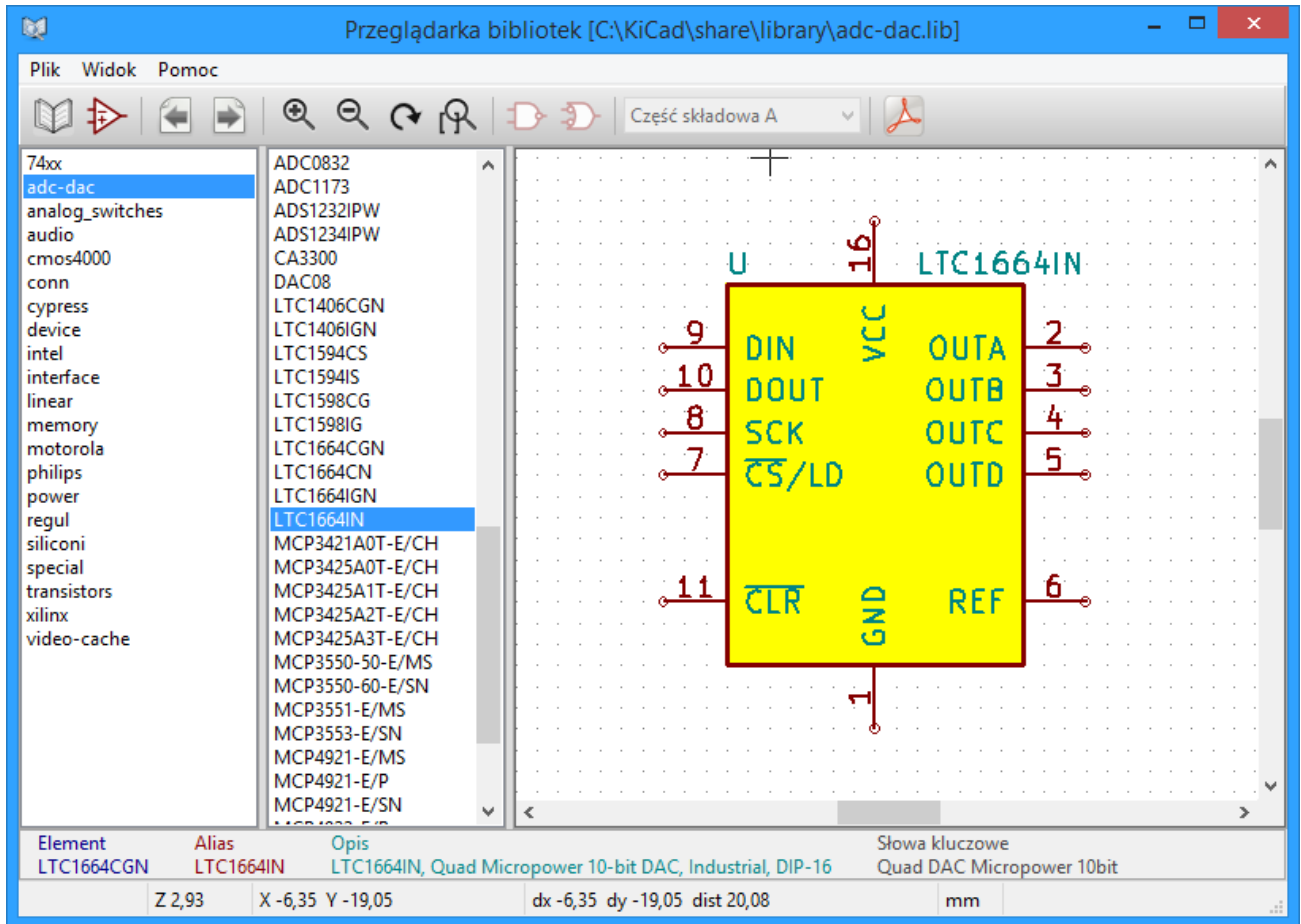 Przeglądarka bibliotek [C:\KiCad\share\library\adc-dac.lib]
Plik Widok Pomoc
Część składowa A
74xx
adc-dac
analog_switches
audio
cmos4000
conn
cypress
device
intel
interface
linear
memory
motorola
philips
power
regul
siliconi
special
transistors
xilinx
video-cache
ADC0832
ADC1173
ADS1232IPW
ADS1234IPW
CA3300
DAC08
LTC1406CGN
LTC1406IGN
LTC1594CS
LTC1594IS
LTC1598CG
LTC1598IG
LTC1664CGN
LTC1664CN
LTC1664IGN
LTC1664IN
MCP3421A0T-E/CH
MCP3425A0T-E/CH
MCP3425A1T-E/CH
MCP3425A2T-E/CH
MCP3425A3T-E/CH
MCP3550-50-E/MS
MCP3550-60-E/SN
MCP3551-E/MS
MCP3553-E/SN
MCP4921-E/MS
MCP4921-E/P
MCP4921-E/SN
U 16 LTC1664IN
VCC
9 DIN OUTA 2
10 DOUT OUTB 3
8 SCK OUTC 4
7 CS/LD OUTD 5
11 CLR GND REF 6
1
Element Alias Opis Słowa kluczowe
LTC1664CGN LTC1664IN LTC1664IN, Quad Micropower 10-bit DAC, Industrial, DIP-16 Quad DAC Micropower 10bit
Z 2,93 X -6,35 Y -19,05 dx -6,35 dy -19,05 dist 20,08 mm